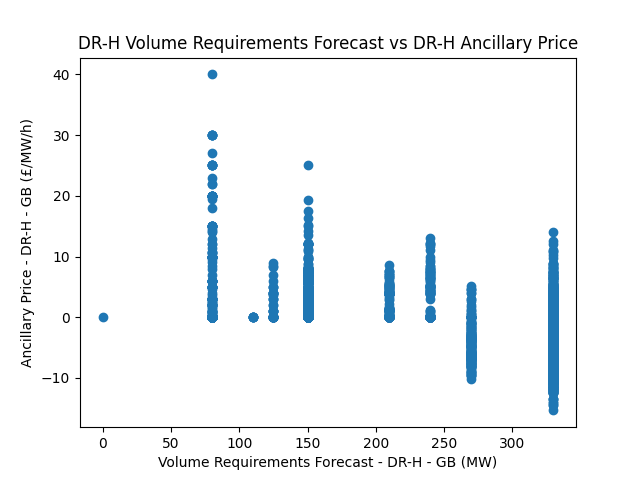 DR-H Volume Requirements Forecast vs DR-H Ancillary Price
Ancillary Price - DR-H - GB (£/MW/h)
40
30
20
10
0
−10
0 50 100 150 200 250 300
Volume Requirements Forecast - DR-H - GB (MW)